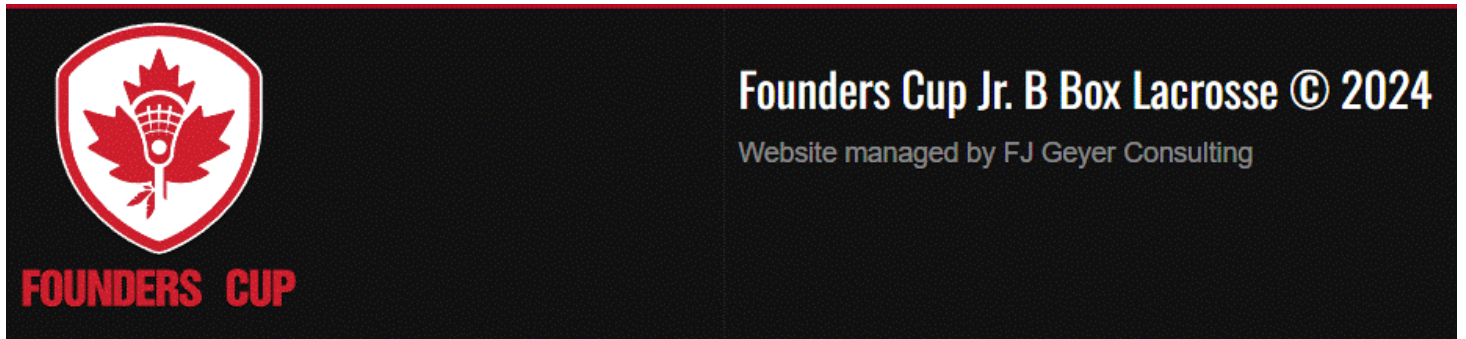 FOUNDERS CUP
Founders Cup Jr. B Box Lacrosse © 2024
Website managed by FJ Geyer Consulting